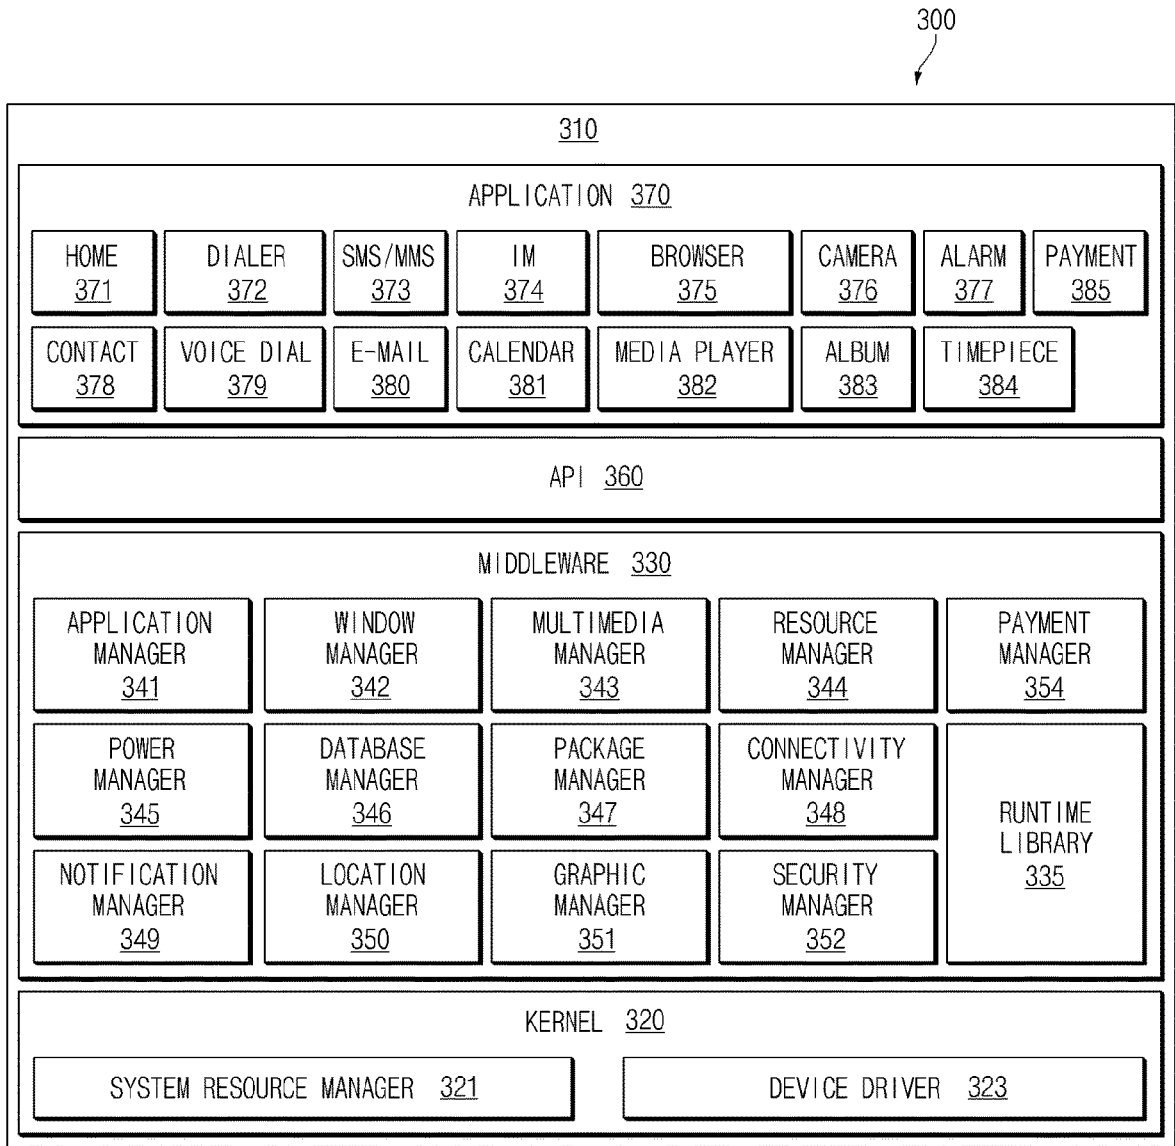 300
310
APPLICATION 370
HOME
371
DIALER
372
SMS/MMS
373
IM
374
BROWSER
375
CAMERA
376
ALARM
377
PAYMENT
385
CONTACT
378
VOICE DIAL
379
E-MAIL
380
CALENDAR
381
MEDIA PLAYER
382
ALBUM
383
TIMEPIECE
384
API 360
MIDDLEWARE 330
APPLICATION
MANAGER
341
WINDOW
MANAGER
342
MULTIMEDIA
MANAGER
343
RESOURCE
MANAGER
344
PAYMENT
MANAGER
354
POWER
MANAGER
345
DATABASE
MANAGER
346
PACKAGE
MANAGER
347
CONNECTIVITY
MANAGER
348
RUNTIME
LIBRARY
335
NOTIFICATION
MANAGER
349
LOCATION
MANAGER
350
GRAPHIC
MANAGER
351
SECURITY
MANAGER
352
KERNEL 320
SYSTEM RESOURCE MANAGER 321
DEVICE DRIVER 323